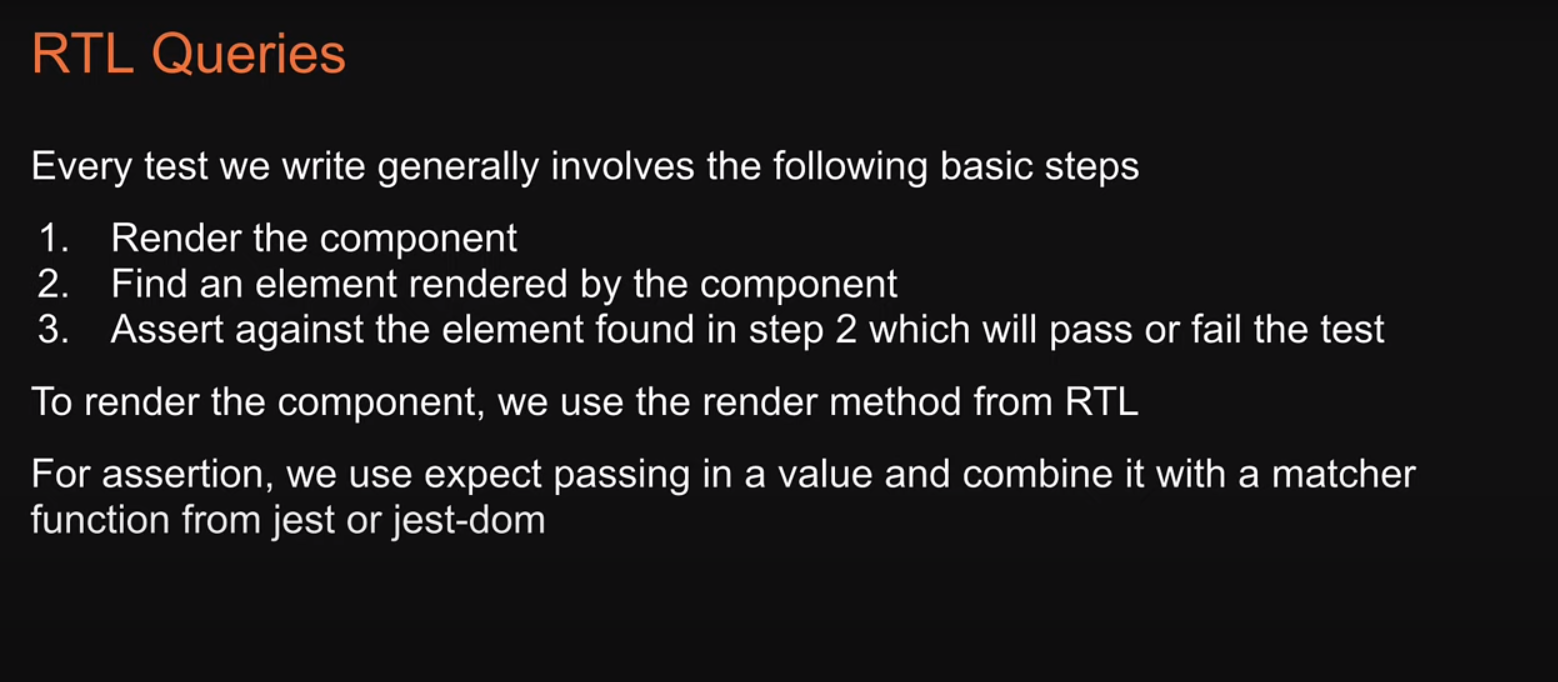 RTL Queries
Every test we write generally involves the following basic steps
1. Render the component
2. Find an element rendered by the component
3. Assert against the element found in step 2 which will pass or fail the test
To render the component, we use the render method from RTL
For assertion, we use expect passing in a value and combine it with a matcher
function from jest or jest-dom